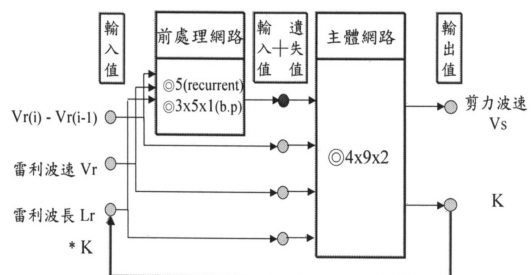 輸入值
前處理網路
輸入值+遺失值
主體網路
輸出值
◎5(recurrent)
◎3x5x1(b.p)
◎4x9x2
Vr(i) - Vr(i-1)
雷利波速 Vr
雷利波長 Lr
* K
剪力波速
Vs
K